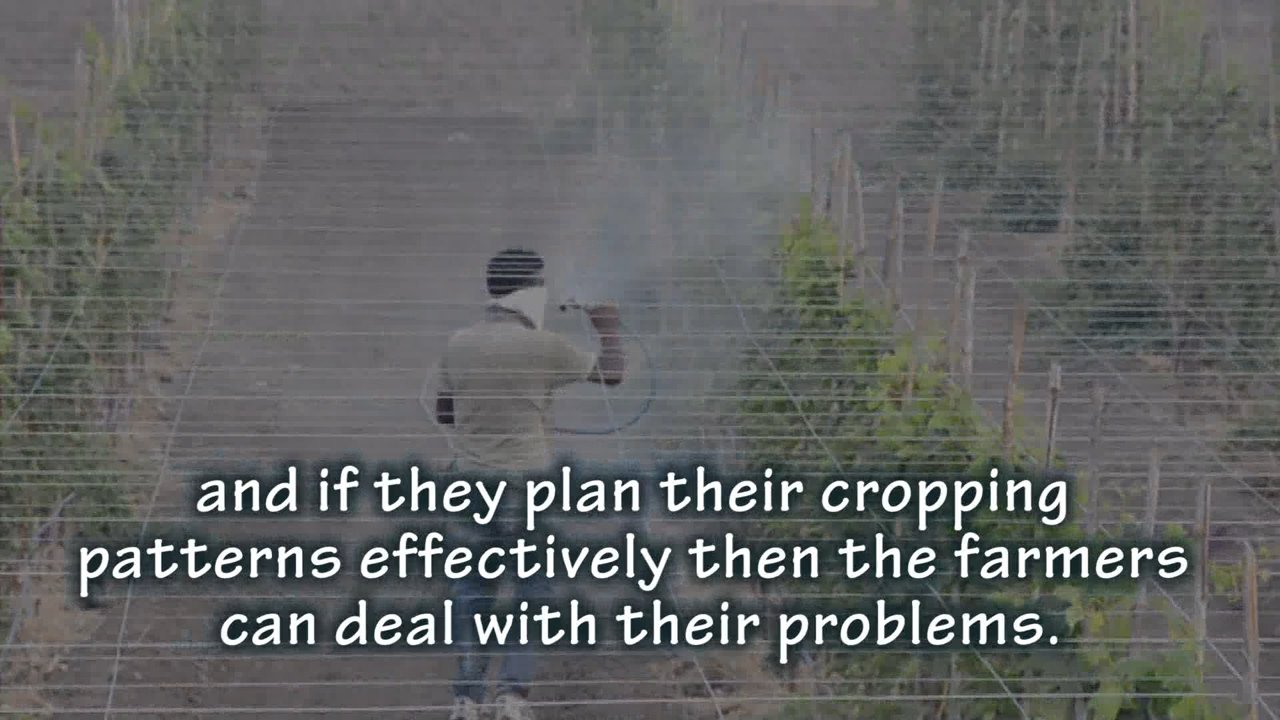 and if they plan their cropping
patterns effectively then the farmers
can deal with their problems.